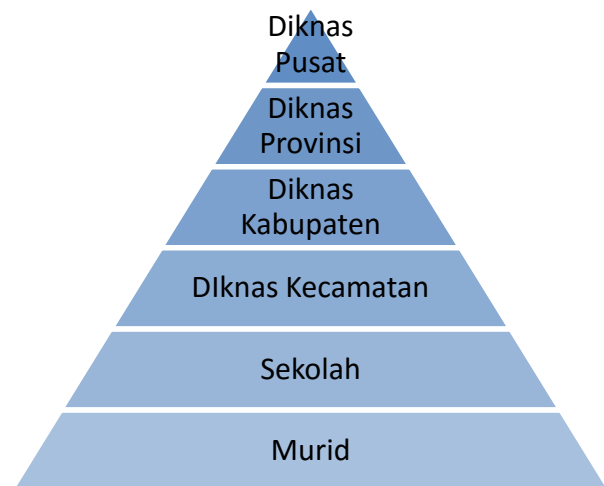 Diknas
Pusat
Diknas
Provinsi
Diknas
Kabupaten
DIknas Kecamatan
Sekolah
Murid